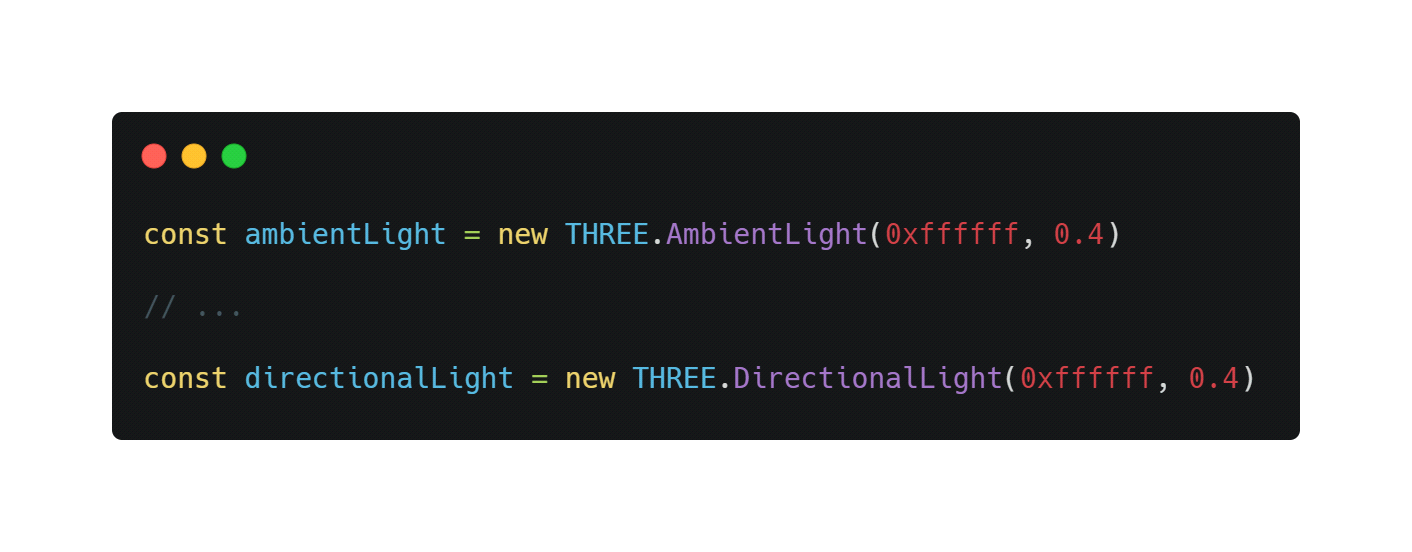 const ambientLight = new THREE.AmbientLight(0xffffff, 0.4)
// ...
const directionalLight = new THREE.DirectionalLight(0xffffff, 0.4)